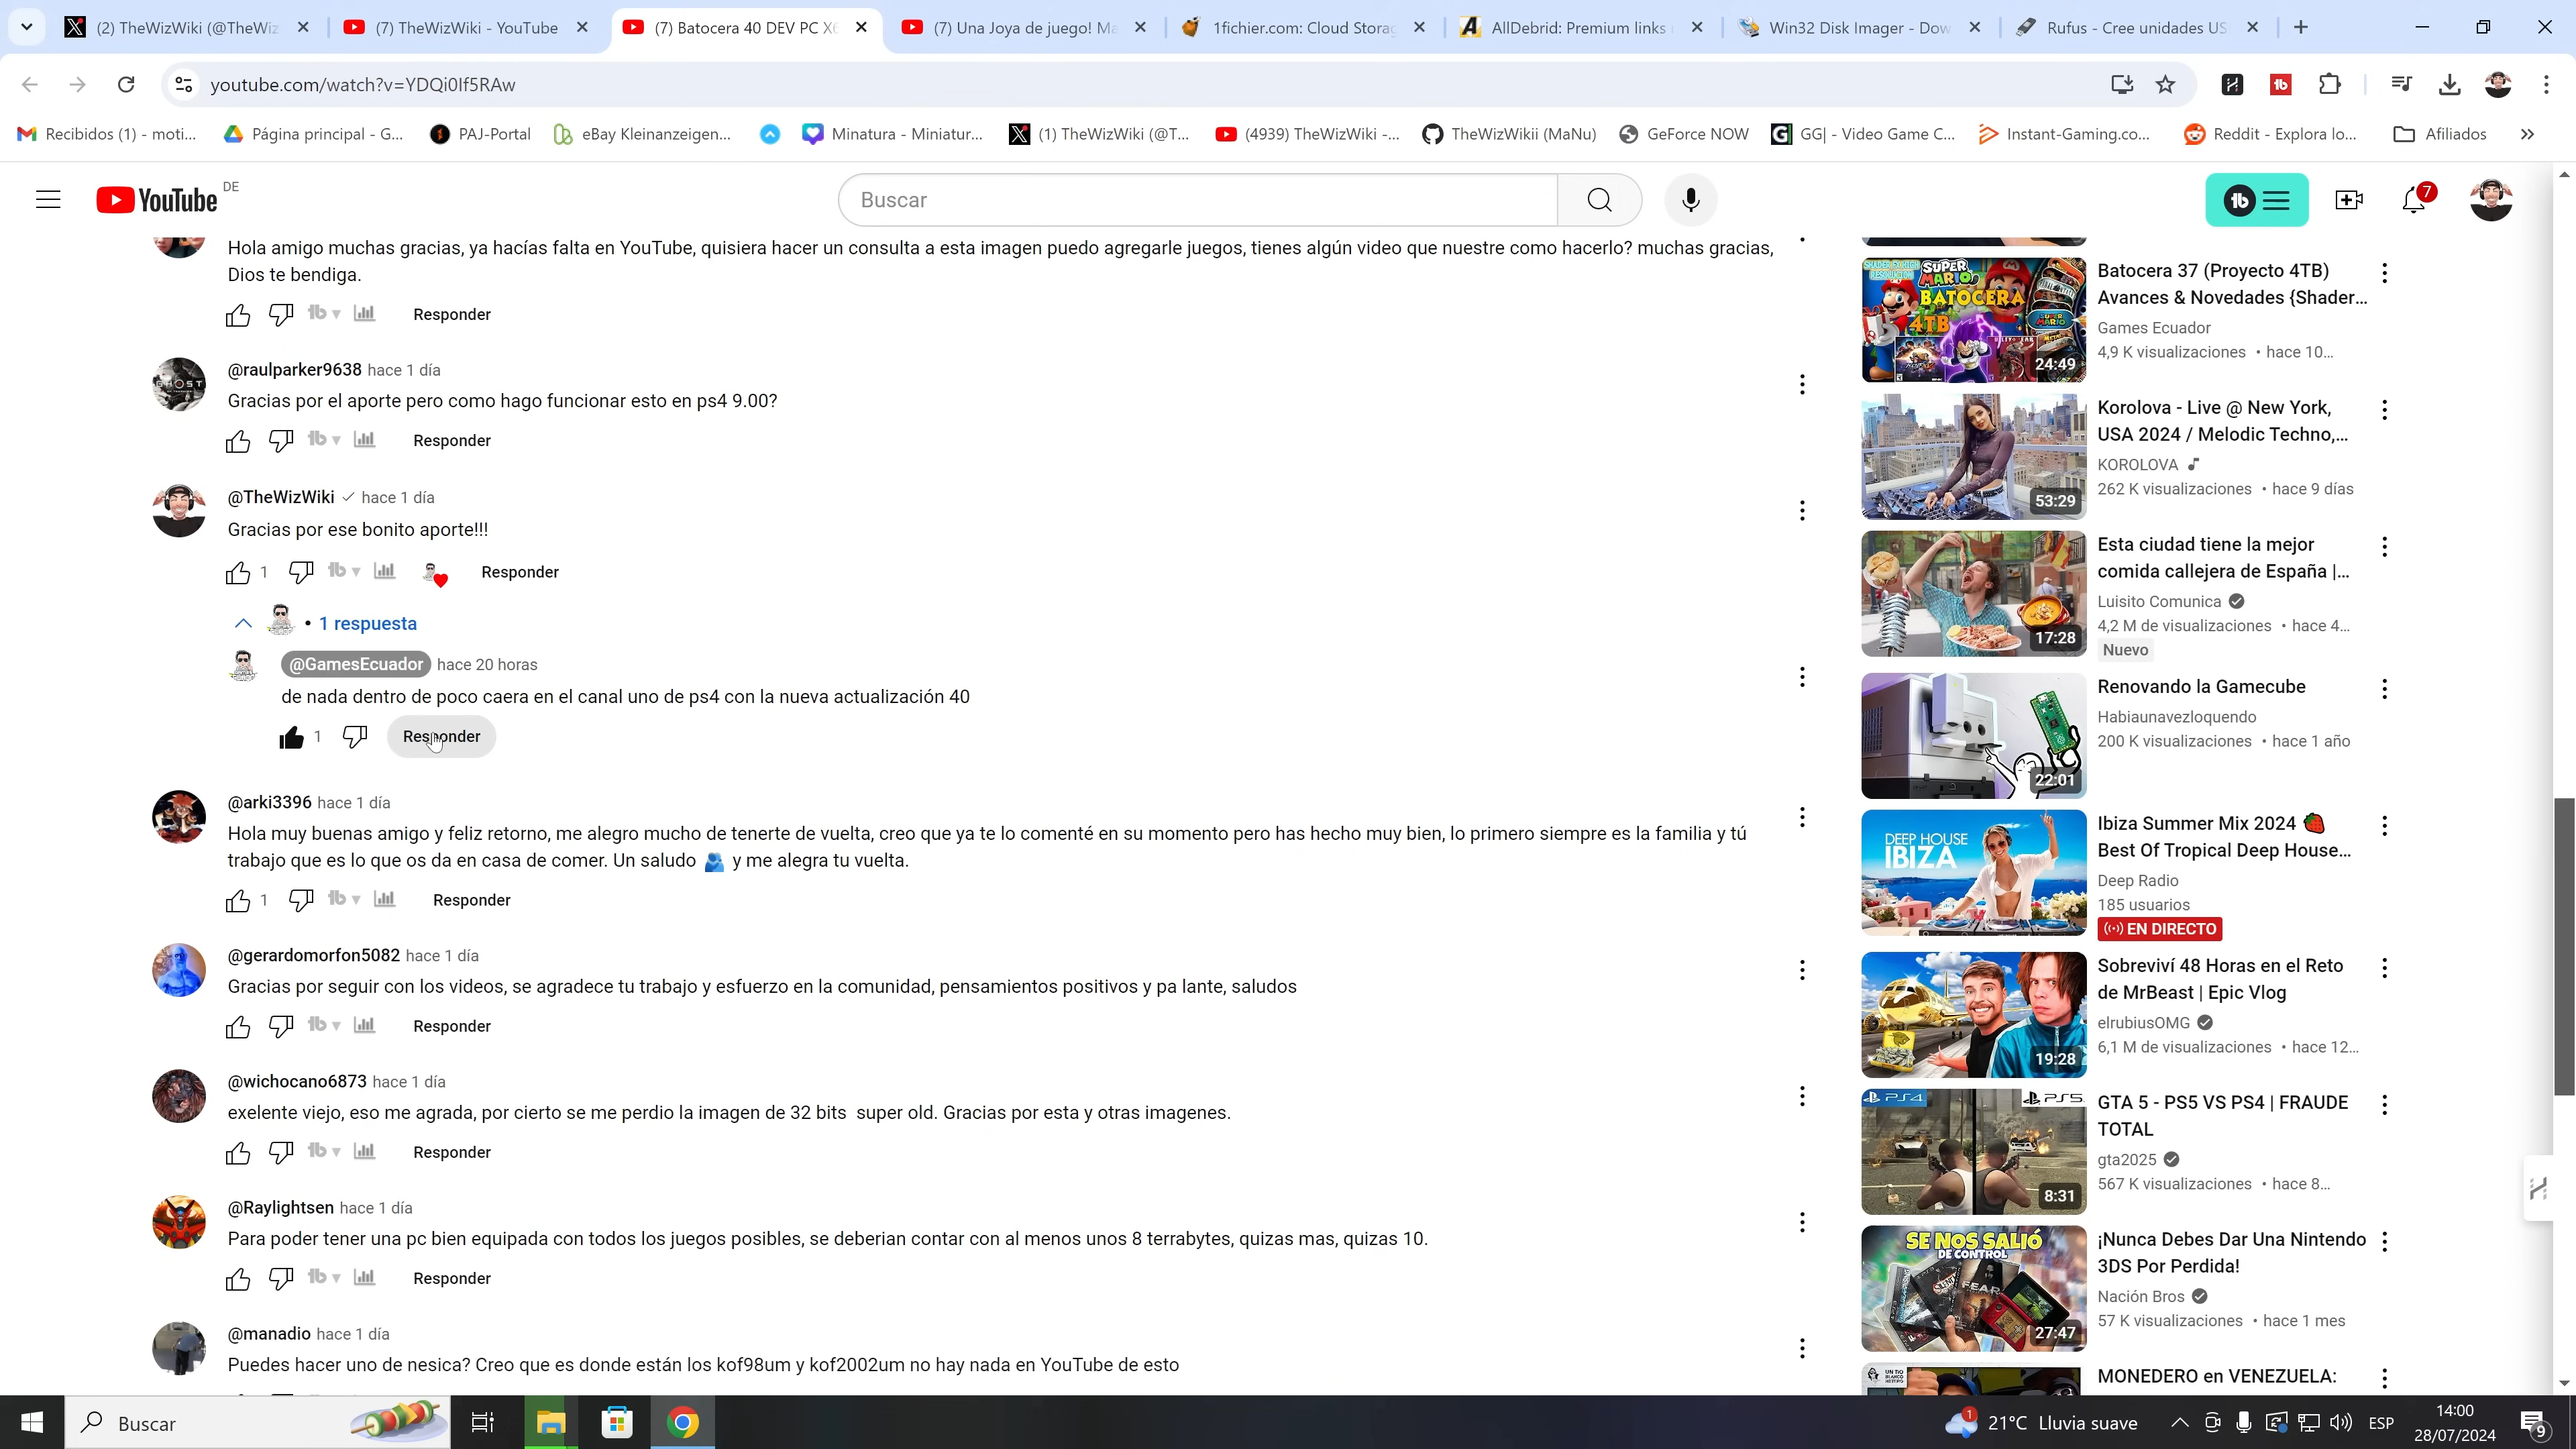 (2) TheWizWiki (@TheWiz
(7) TheWizWiki - YouTube
(7) Batocera 40 DEV PC X6
(7) Una Joya de juego! Ma
1fichier.com: Cloud Storag
AllDebrid: Premium links
Win32 Disk Imager - Dow
Rufus - Cree unidades US
youtube.com/watch?v=YDQi0If5RAw
Recibidos (1) - moti...
Página principal - G...
PAJ-Portal
eBay Kleinanzeigen...
Minatura - Miniatur...
(1) TheWizWiki (@T...
(4939) TheWizWiki -...
TheWizWikii (MaNu)
GeForce NOW
GG| - Video Game C...
Instant-Gaming.co...
Reddit - Explora lo...
Afiliados
YouTube DE
Buscar
7
Hola amigo muchas gracias, ya hacías falta en YouTube, quisiera hacer un consulta a esta imagen puedo agregarle juegos, tienes algún video que nuestre como hacerlo? muchas gracias,
Dios te bendiga.
Responder
@raulparker9638 hace 1 día
Gracias por el aporte pero como hago funcionar esto en ps4 9.00?
Responder
@TheWizWiki hace 1 día
Gracias por ese bonito aporte!!!
1 Responder
• 1 respuesta
@GamesEcuador hace 20 horas
de nada dentro de poco caera en el canal uno de ps4 con la nueva actualización 40
1 Responder
@arki3396 hace 1 día
Hola muy buenas amigo y feliz retorno, me alegro mucho de tenerte de vuelta, creo que ya te lo comenté en su momento pero has hecho muy bien, lo primero siempre es la familia y tú
trabajo que es lo que os da en casa de comer. Un saludo 🫂 y me alegra tu vuelta.
1 Responder
@gerardomorfon5082 hace 1 día
Gracias por seguir con los videos, se agradece tu trabajo y esfuerzo en la comunidad, pensamientos positivos y pa lante, saludos
Responder
@wichocano6873 hace 1 día
exelente viejo, eso me agrada, por cierto se me perdio la imagen de 32 bits super old. Gracias por esta y otras imagenes.
Responder
@Raylightsen hace 1 día
Para poder tener una pc bien equipada con todos los juegos posibles, se deberian contar con al menos unos 8 terrabytes, quizas mas, quizas 10.
Responder
@manadio hace 1 día
Puedes hacer uno de nesica? Creo que es donde están los kof98um y kof2002um no hay nada en YouTube de esto
SUPER MARIO
BATOCERA
4TB
24:49
Batocera 37 (Proyecto 4TB)
Avances & Novedades {Shader...
Games Ecuador
4,9 K visualizaciones • hace 10...
53:29
Korolova - Live @ New York,
USA 2024 / Melodic Techno,...
KOROLOVA
262 K visualizaciones • hace 9 días
17:28
Esta ciudad tiene la mejor
comida callejera de España |...
Luisito Comunica
4,2 M de visualizaciones • hace 4...
Nuevo
22:01
Renovando la Gamecube
Habiaunavezloquendo
200 K visualizaciones • hace 1 año
DEEP HOUSE
IBIZA
Ibiza Summer Mix 2024 🍓
Best Of Tropical Deep House...
Deep Radio
185 usuarios
EN DIRECTO
19:28
Sobreviví 48 Horas en el Reto
de MrBeast | Epic Vlog
elrubiusOMG
6,1 M de visualizaciones • hace 12...
PS4
PS5
8:31
GTA 5 - PS5 VS PS4 | FRAUDE
TOTAL
gta2025
567 K visualizaciones • hace 8...
SE NOS SALIÓ
DE CONTROL
27:47
¡Nunca Debes Dar Una Nintendo
3DS Por Perdida!
Nación Bros
57 K visualizaciones • hace 1 mes
MONEDERO en VENEZUELA:
Buscar
1
21°C Lluvia suave
ESP
14:00
28/07/2024
9